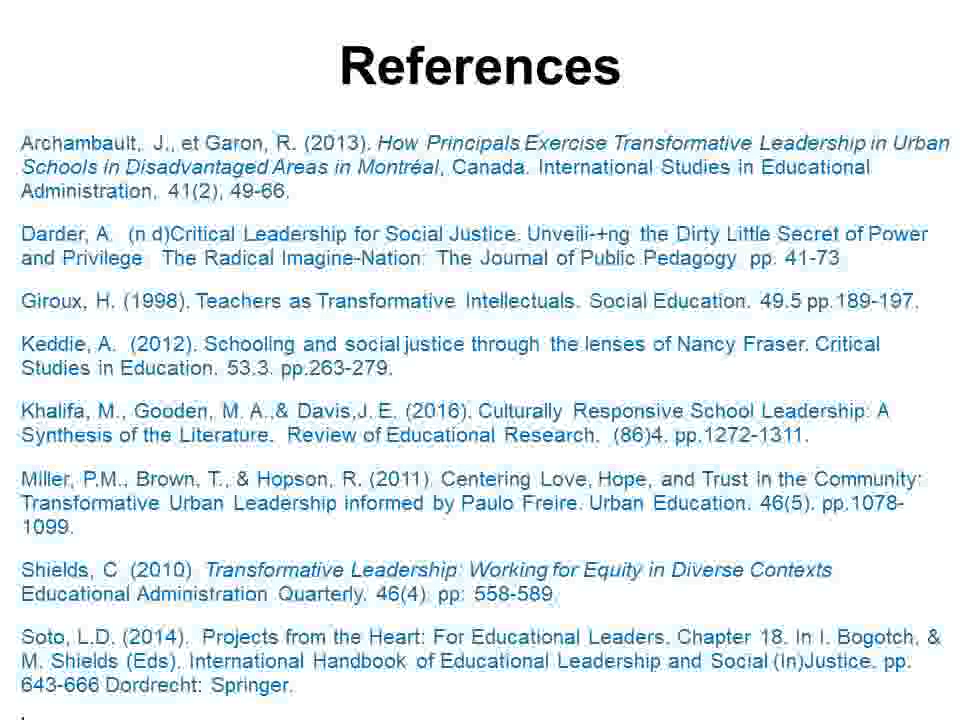 References
Archambault, J., et Garon, R. (2013). How Principals Exercise Transformative Leadership in Urban
Schools in Disadvantaged Areas in Montréal, Canada. International Studies in Educational
Administration, 41(2), 49-66.
Darder, A. (n.d)Critical Leadership for Social Justice. Unveili-+ng the Dirty Little Secret of Power
and Privilege. The Radical Imagine-Nation: The Journal of Public Pedagogy pp. 41-73
Giroux, H. (1998). Teachers as Transformative Intellectuals. Social Education. 49.5 pp.189-197.
Keddie, A. (2012). Schooling and social justice through the lenses of Nancy Fraser. Critical
Studies in Education. 53.3. pp.263-279.
Khalifa, M., Gooden, M. A.,& Davis,J. E. (2016). Culturally Responsive School Leadership: A
Synthesis of the Literature. Review of Educational Research. (86)4. pp.1272-1311.
Miller, P.M., Brown, T., & Hopson, R. (2011). Centering Love, Hope, and Trust in the Community:
Transformative Urban Leadership informed by Paulo Freire. Urban Education. 46(5). pp.1078-
1099.
Shields, C. (2010). Transformative Leadership: Working for Equity in Diverse Contexts
Educational Administration Quarterly. 46(4). pp: 558-589.
Soto, L.D. (2014). Projects from the Heart: For Educational Leaders. Chapter 18. In I. Bogotch, &
M. Shields (Eds). International Handbook of Educational Leadership and Social (In)Justice. pp.
643-666 Dordrecht: Springer.
.